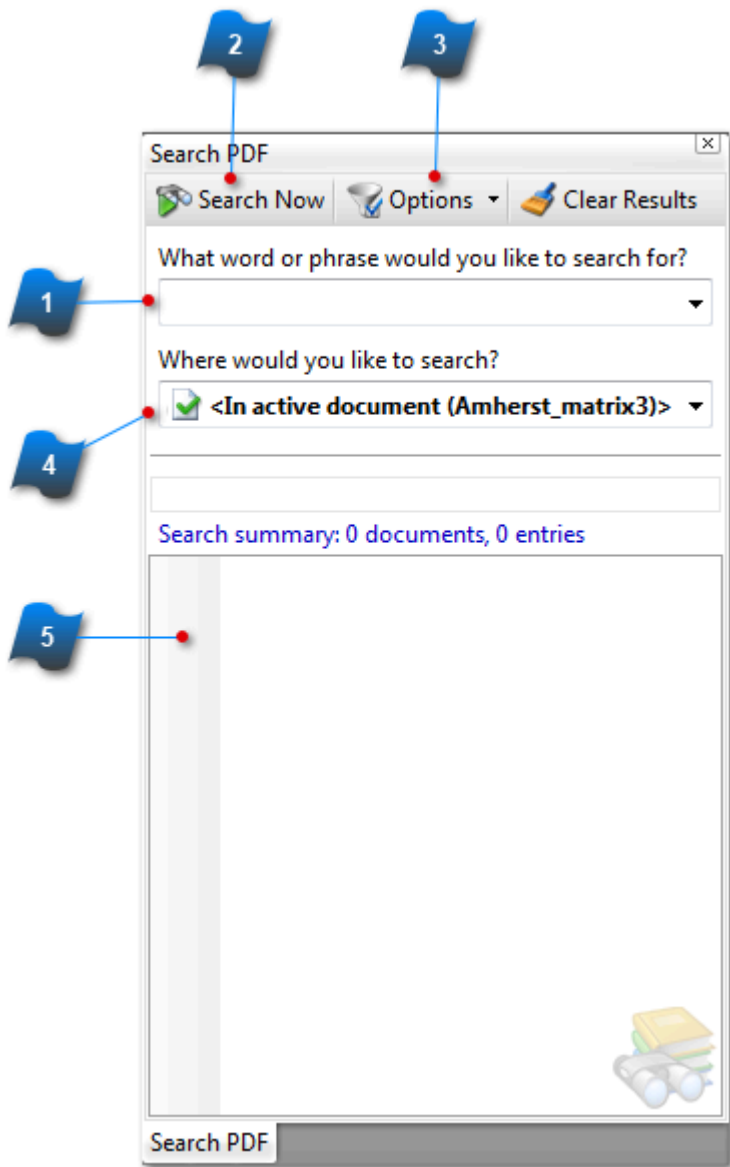 2
3
Search PDF
Search Now Options Clear Results
What word or phrase would you like to search for?
1
Where would you like to search?
<In active document (Amherst_matrix3)>
4
Search summary: 0 documents, 0 entries
5
Search PDF